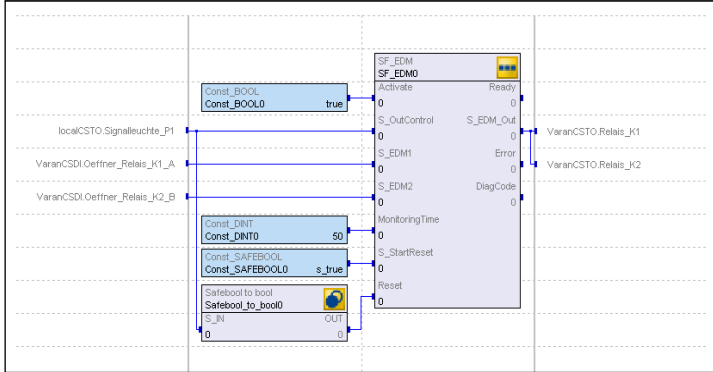 SF_EDM
SF_EDM0
Const_BOOL
Const_BOOL0 true
Activate Ready
0 0
localCSTO.Signalleuchte_P1
S_OutControl S_EDM_Out
0 0
VaranCSTO.Relais_K1
VaranCSDI.Oeffner_Relais_K1_A
S_EDM1 Error
0 0
VaranCSTO.Relais_K2
VaranCSDI.Oeffner_Relais_K2_B
S_EDM2 DiagCode
0 0
Const_DINT
Const_DINT0 50
MonitoringTime
0
Const_SAFEBOOL
Const_SAFEBOOL0 s_true
S_StartReset
0
Safebool to bool
Safebool_to_bool0
Reset
0
S_IN OUT
0 0